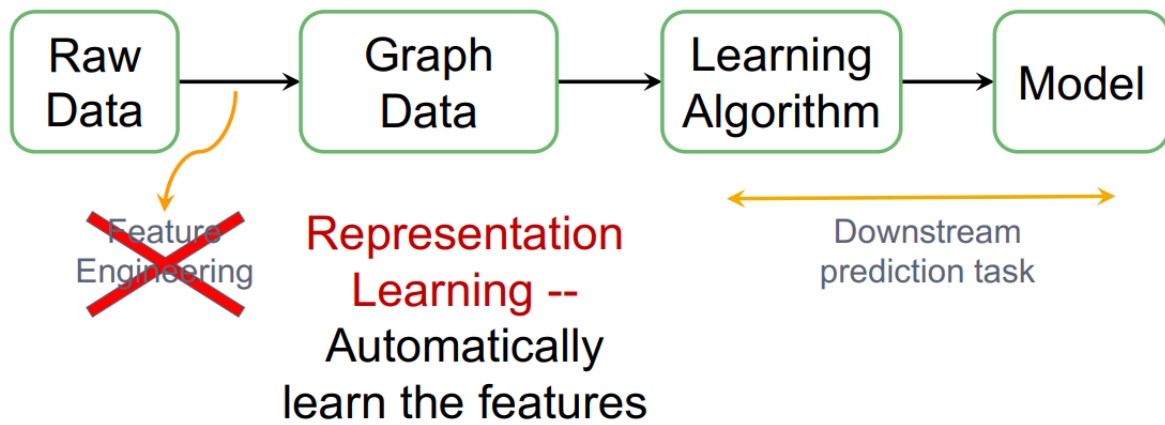 Raw
Data
Graph
Data
Learning
Algorithm
Model
Feature
Engineering
Representation
Learning --
Automatically
learn the features
Downstream
prediction task